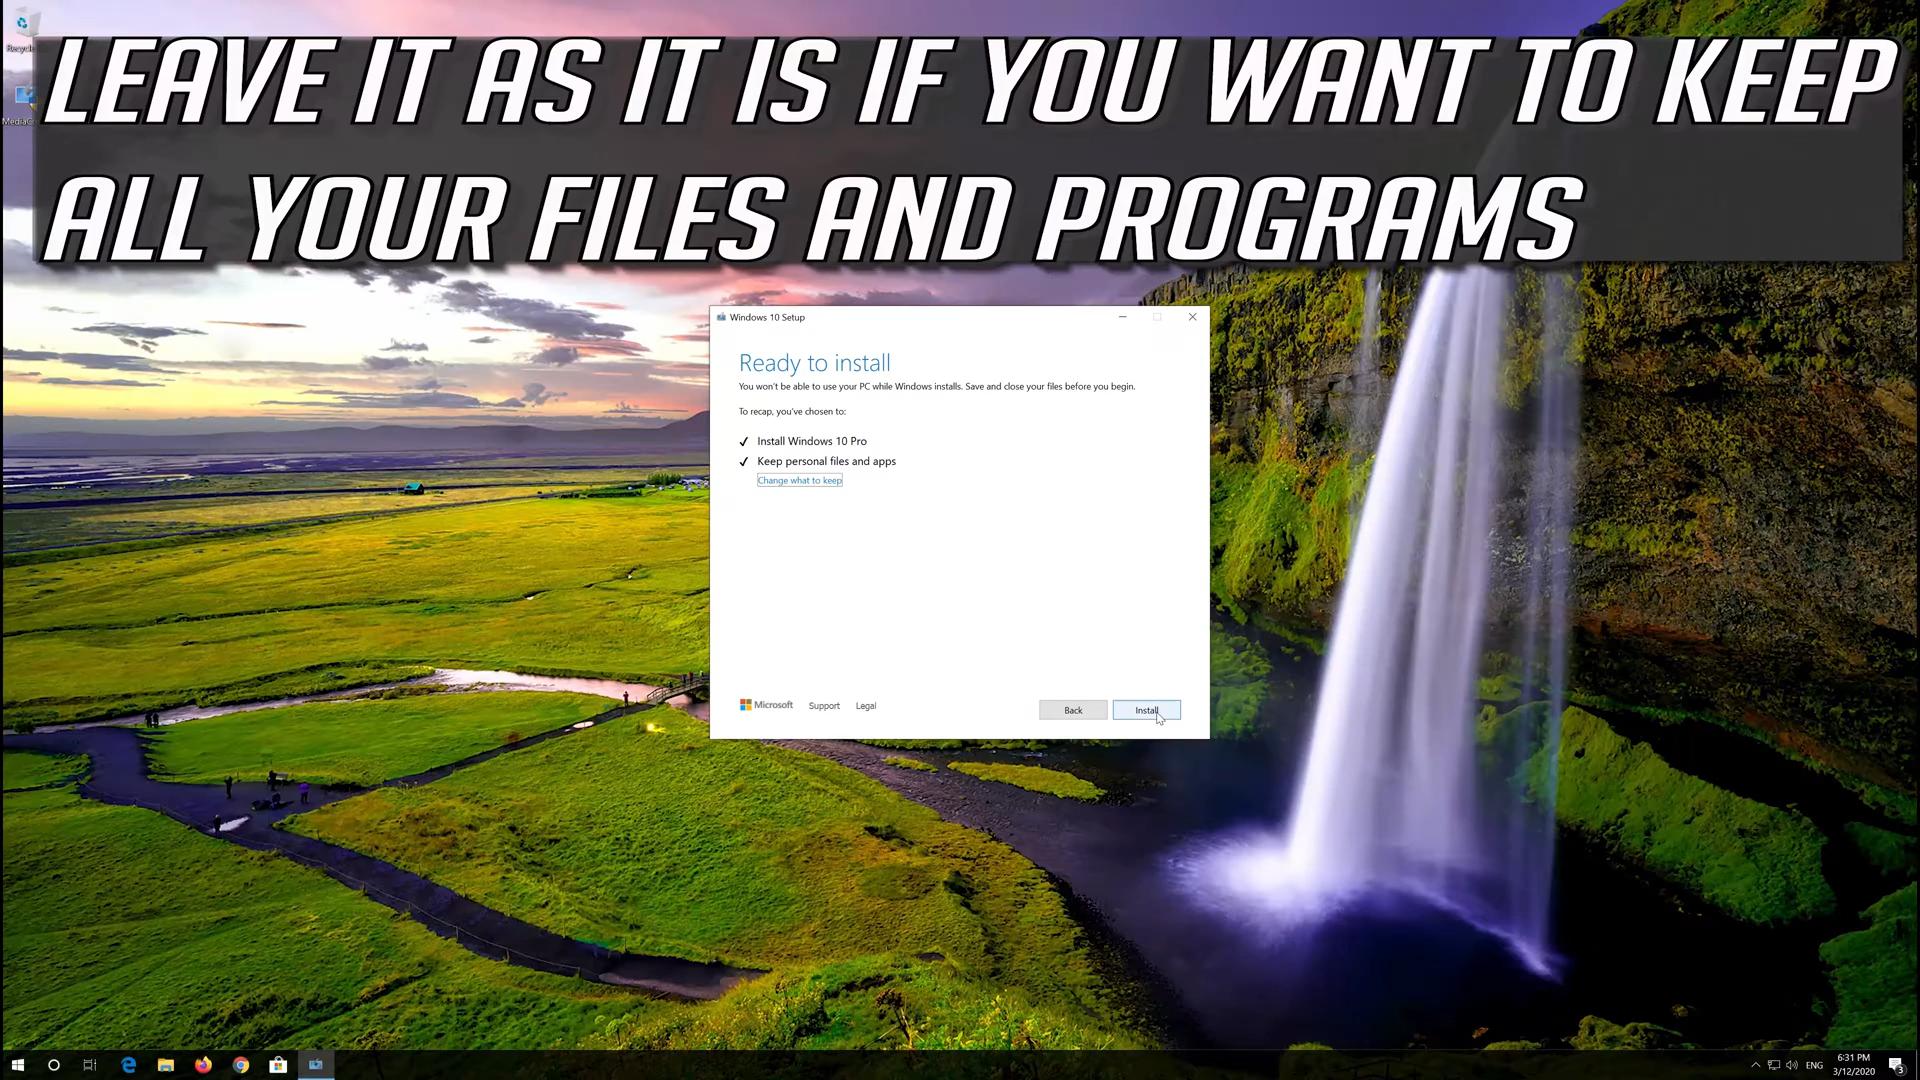 Recycle
MediaC
LEAVE IT AS IT IS IF YOU WANT TO KEEP
ALL YOUR FILES AND PROGRAMS
Windows 10 Setup
Ready to install
You won't be able to use your PC while Windows installs. Save and close your files before you begin.
To recap, you've chosen to:
Install Windows 10 Pro
Keep personal files and apps
Change what to keep
Microsoft Support Legal
Back Install
ENG
6:31 PM
3/12/2020
3